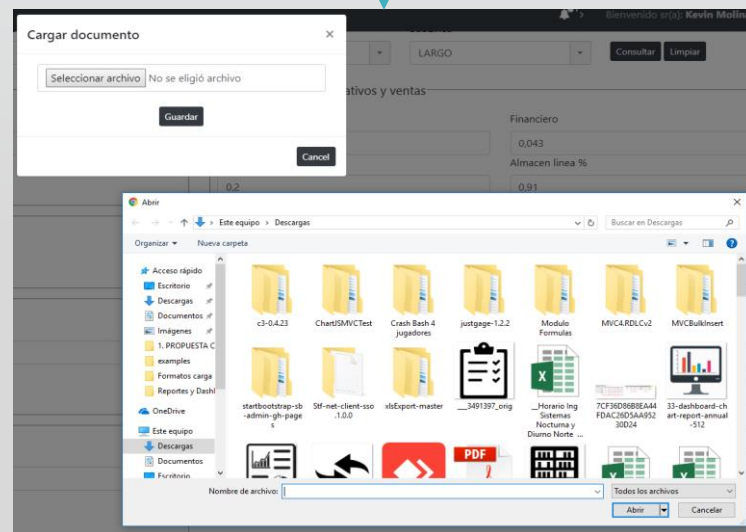 Bienvenido sr(a): Kevin Molin
Cargar documento
×
LARGO
Consultar
Limpiar
Seleccionar archivo No se eligió archivo
ativos y ventas
Guardar
Financiero
0,043
Cancel
Almacen linea %
0,2
0,91
Abrir
Este equipo > Descargas
Buscar en Descargas
Organizar
Nueva carpeta
Acceso rápido
Escritorio
Descargas
Documentos
Imágenes
1. PROPUESTA C
examples
Formatos carga
Reportes y Dashl
OneDrive
Este equipo
Descargas
Documentos
Escritorio
c3-0.4.23
ChartJSMVCTest
Crash Bash 4
jugadores
justgage-1.2.2
Modulo
Formulas
MVC4.RDLCv2
MVCBulkInsert
startbootstrap-sb
-admin-gh-page
s
Stf-net-client-sso
.1.0.0
xlsExport-master
___3491397_orig
__Horario Ing
Sistemas
Nocturna y
Diurno Norte ...
7CF36D86B8EA44
FDAC26D5AA952
30D24
33-dashboard-ch
art-report-annual
-512
PDF
Nombre de archivo:
Todos los archivos
Abrir
Cancelar